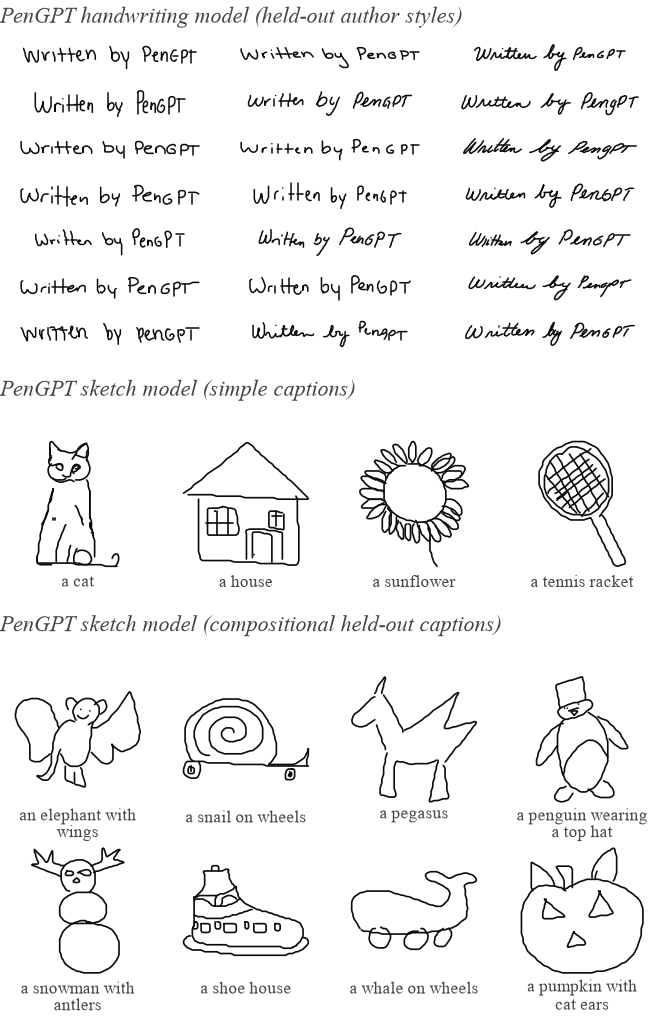 PenGPT handwriting model (held-out author styles)
Written by PenGPT Written by PenGPT Written by PenGPT
Written by PenGPT Written by PenGPT Written by PengPT
Written by PenGPT Written by PenGPT Written by PengPT
Written by PenGPT Written by PenGPT Written by PenGPT
Written by PenGPT Written by PenGPT Written by PenGPT
Written by PenGPT Written by PenGPT Written by PengPT
Written by penGPT Written by PengPT Written by PenGPT
PenGPT sketch model (simple captions)
a cat a house a sunflower a tennis racket
PenGPT sketch model (compositional held-out captions)
an elephant with wings
a snail on wheels
a pegasus
a penguin wearing a top hat
a snowman with antlers
a shoe house
a whale on wheels
a pumpkin with cat ears